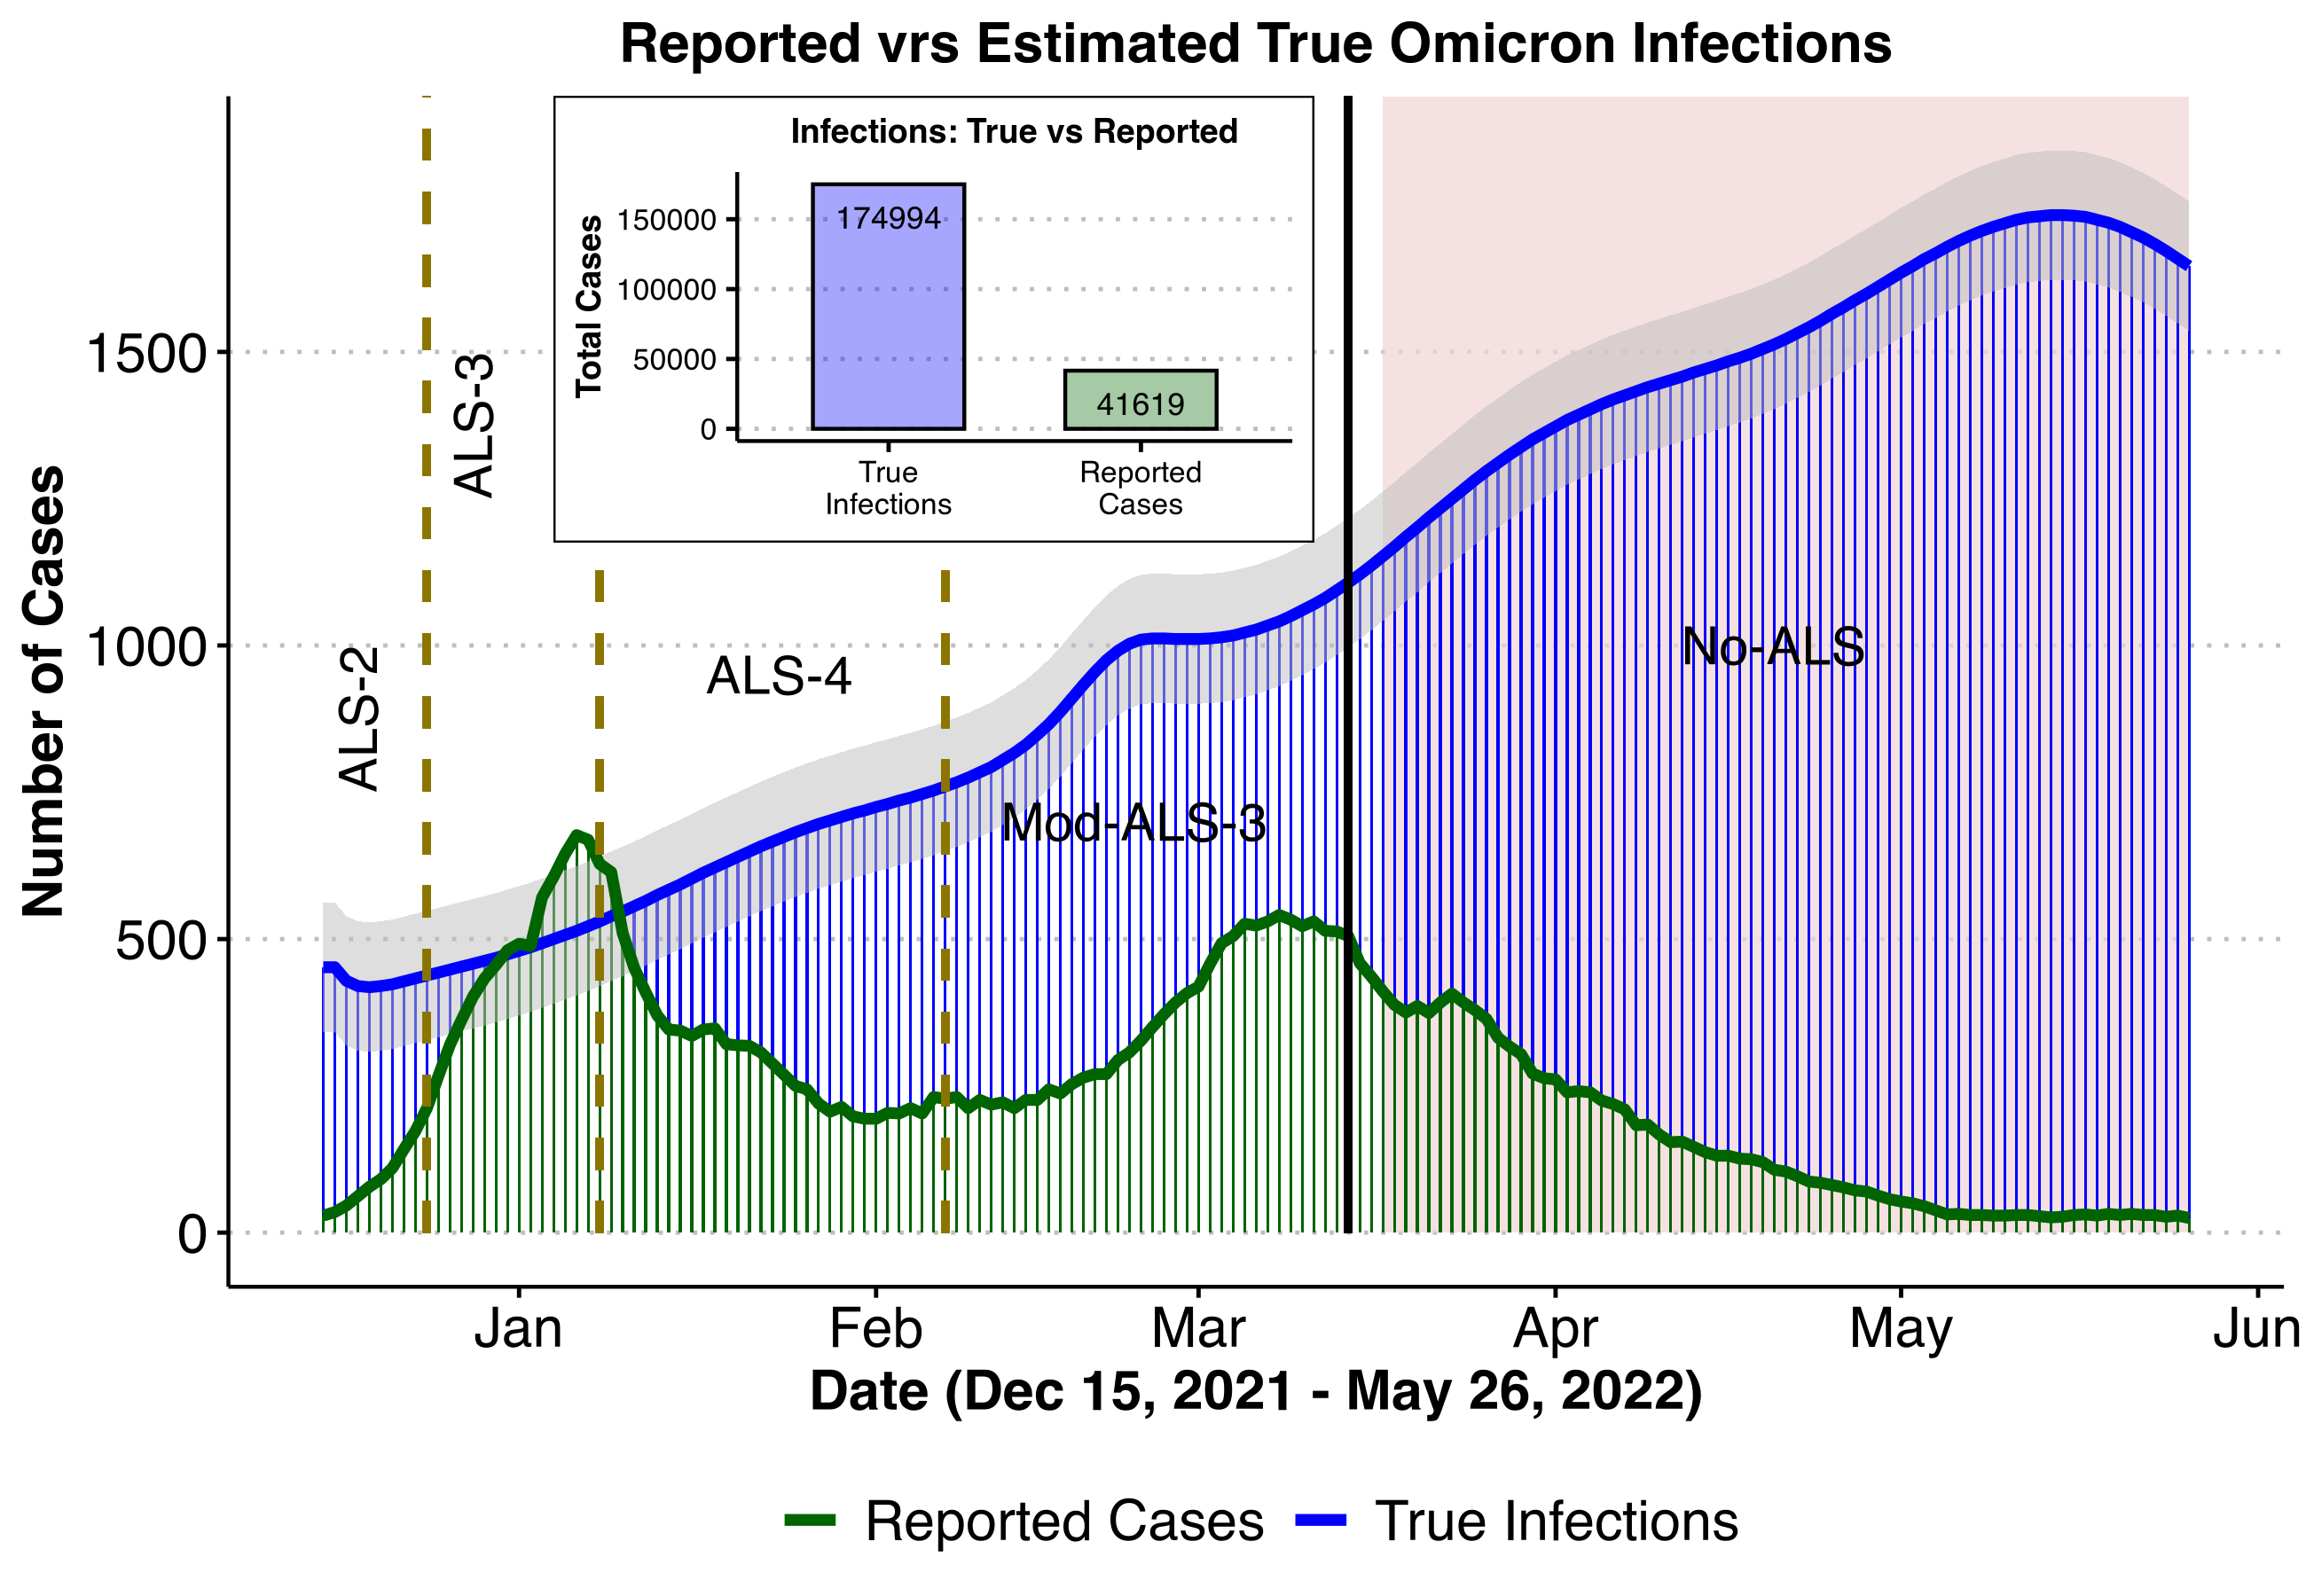 Reported vrs Estimated True Omicron Infections
Infections: True vs Reported
Total Cases
150000
100000
50000
0
174994
41619
True
Infections
Reported
Cases
Number of Cases
1500
1000
500
0
ALS-2
ALS-3
ALS-4
Mod-ALS-3
No-ALS
Jan
Feb
Mar
Apr
May
Jun
Date (Dec 15, 2021 - May 26, 2022)
Reported Cases
True Infections